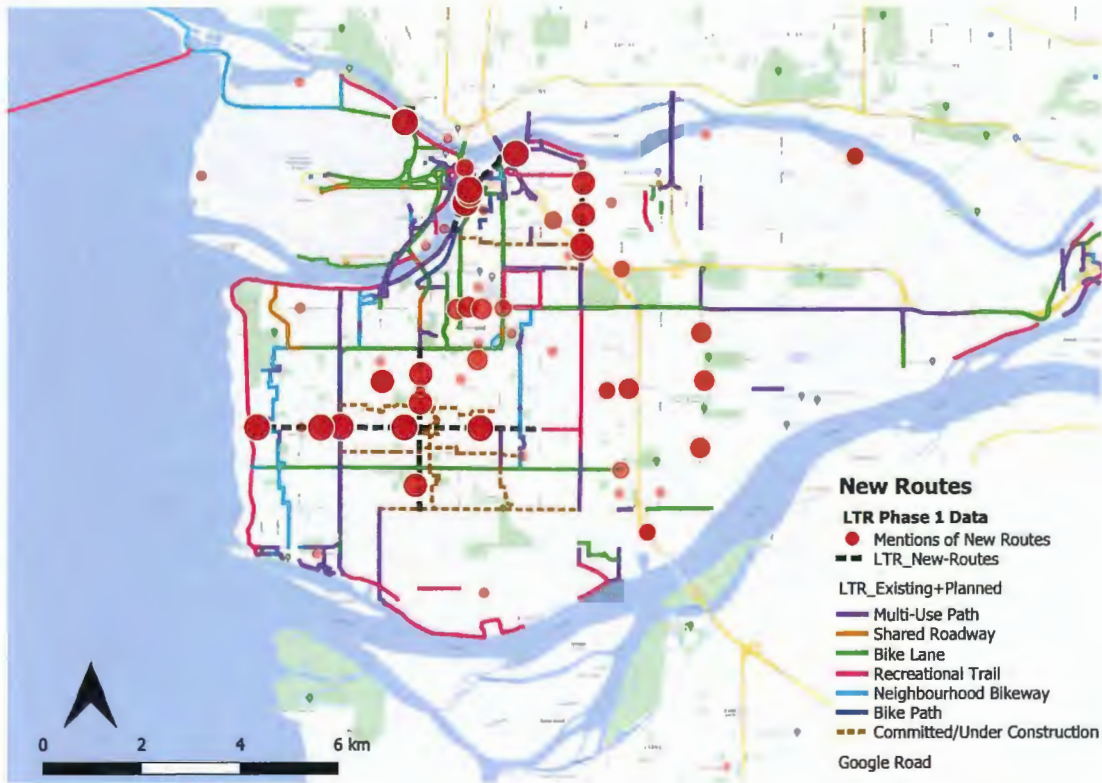 New Routes
LTR Phase 1 Data
Mentions of New Routes
LTR_New-Routes
LTR_Existing+Planned
Multi-Use Path
Shared Roadway
Bike Lane
Recreational Trail
Neighbourhood Bikeway
Bike Path
Committed/Under Construction
Google Road
0 2 4 6 km